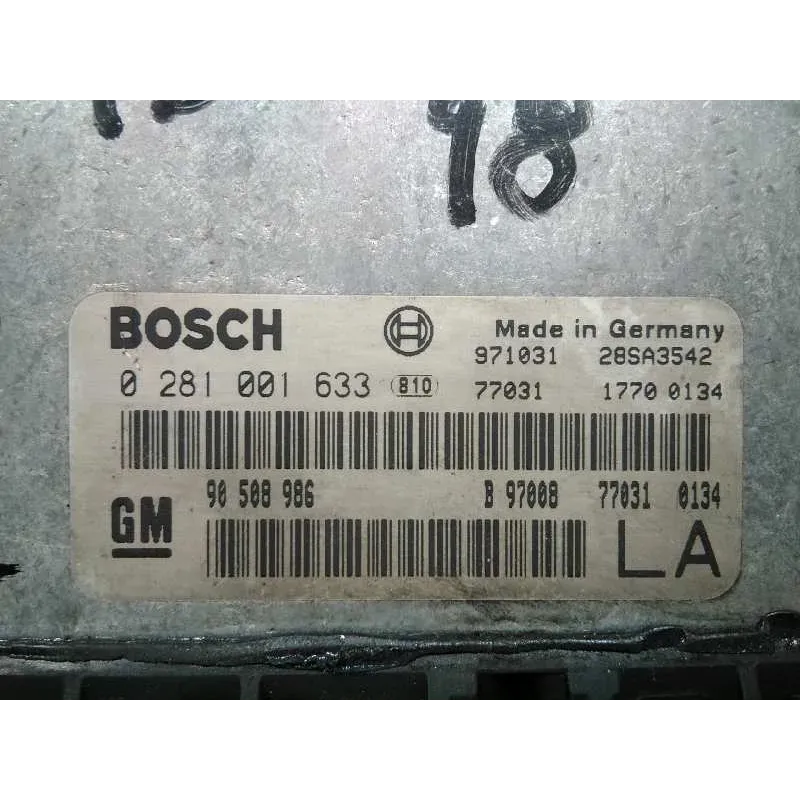 98
BOSCH Made in Germany
971031 28SA3542
0 281 001 633 810 77031 1770 0134
90 508 986 B 97008 77031 0134
GM LA